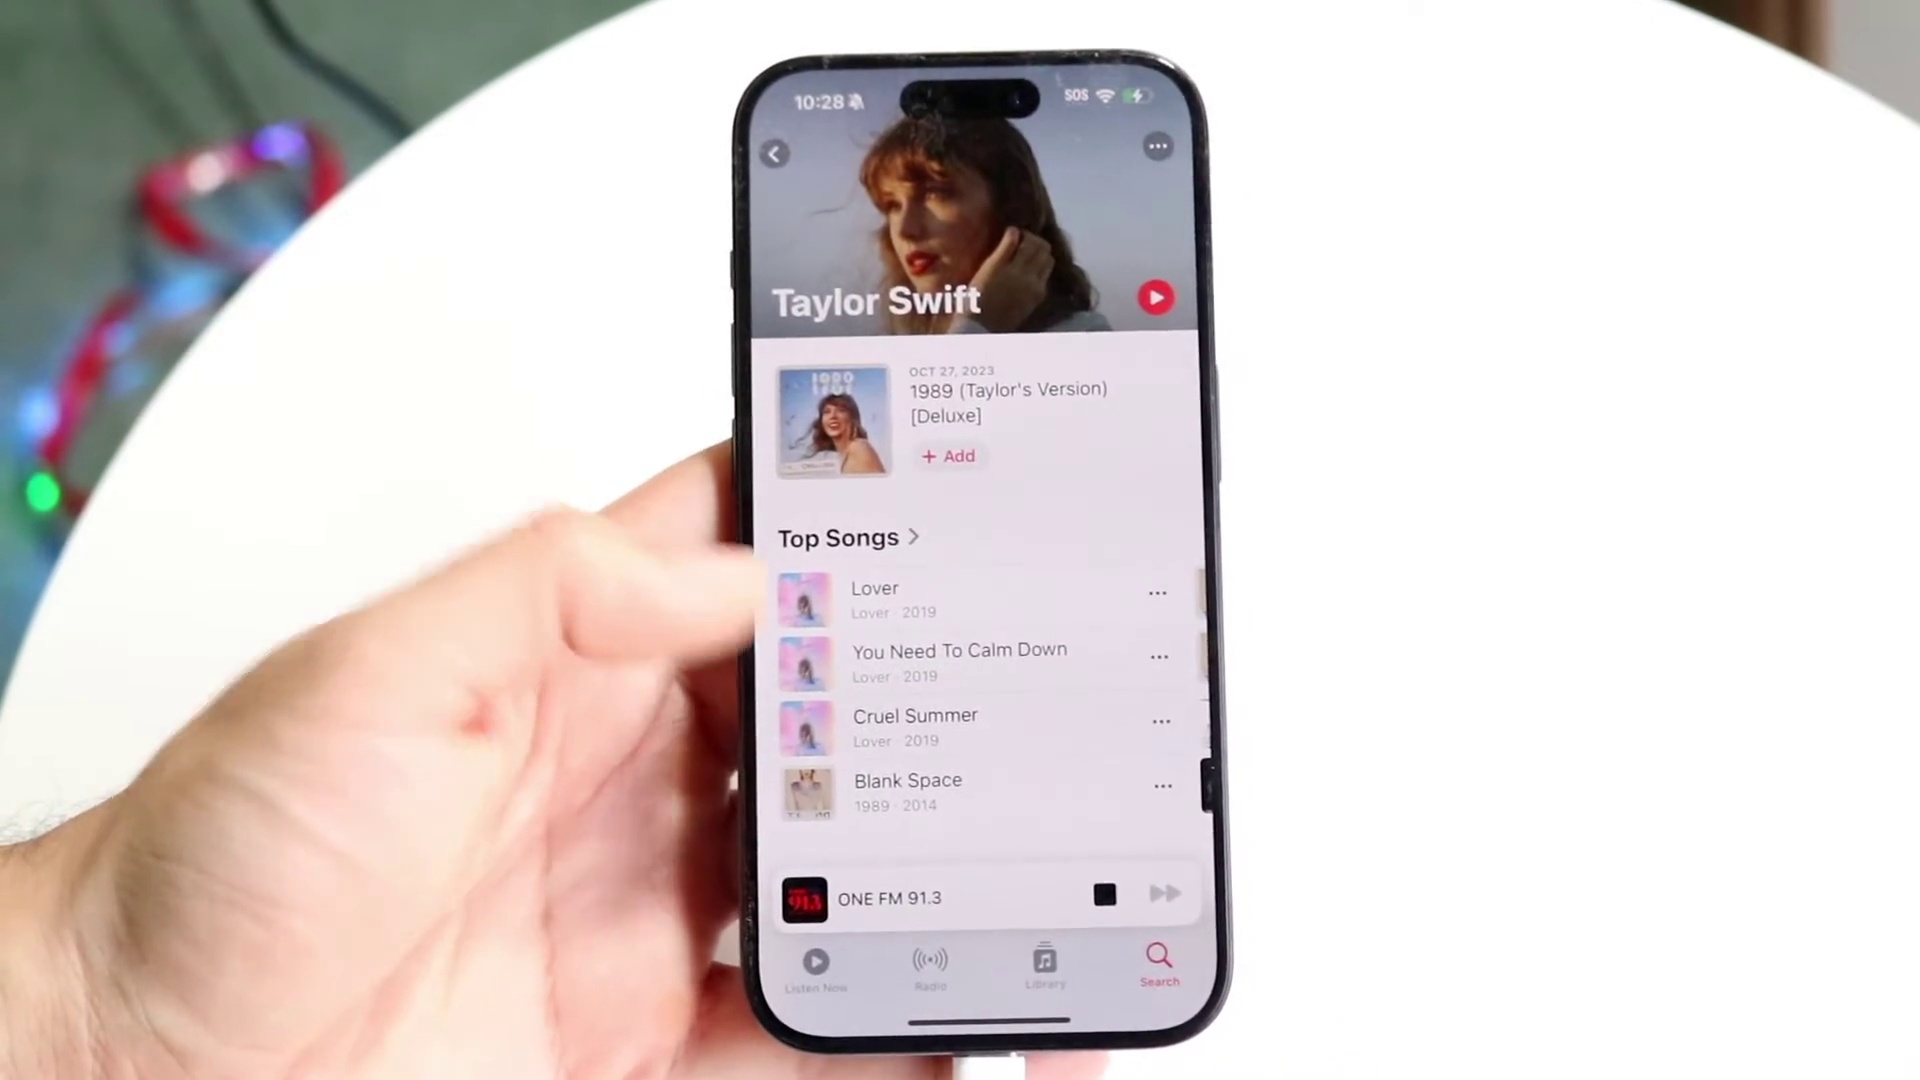 10:28
SOS
Taylor Swift
OCT 27, 2023
1989 (Taylor's Version)
[Deluxe]
+ Add
Top Songs >
Lover
Lover · 2019
You Need To Calm Down
Lover · 2019
Cruel Summer
Lover · 2019
Blank Space
1989 · 2014
91.3
ONE FM 91.3
Listen Now
Radio
Library
Search